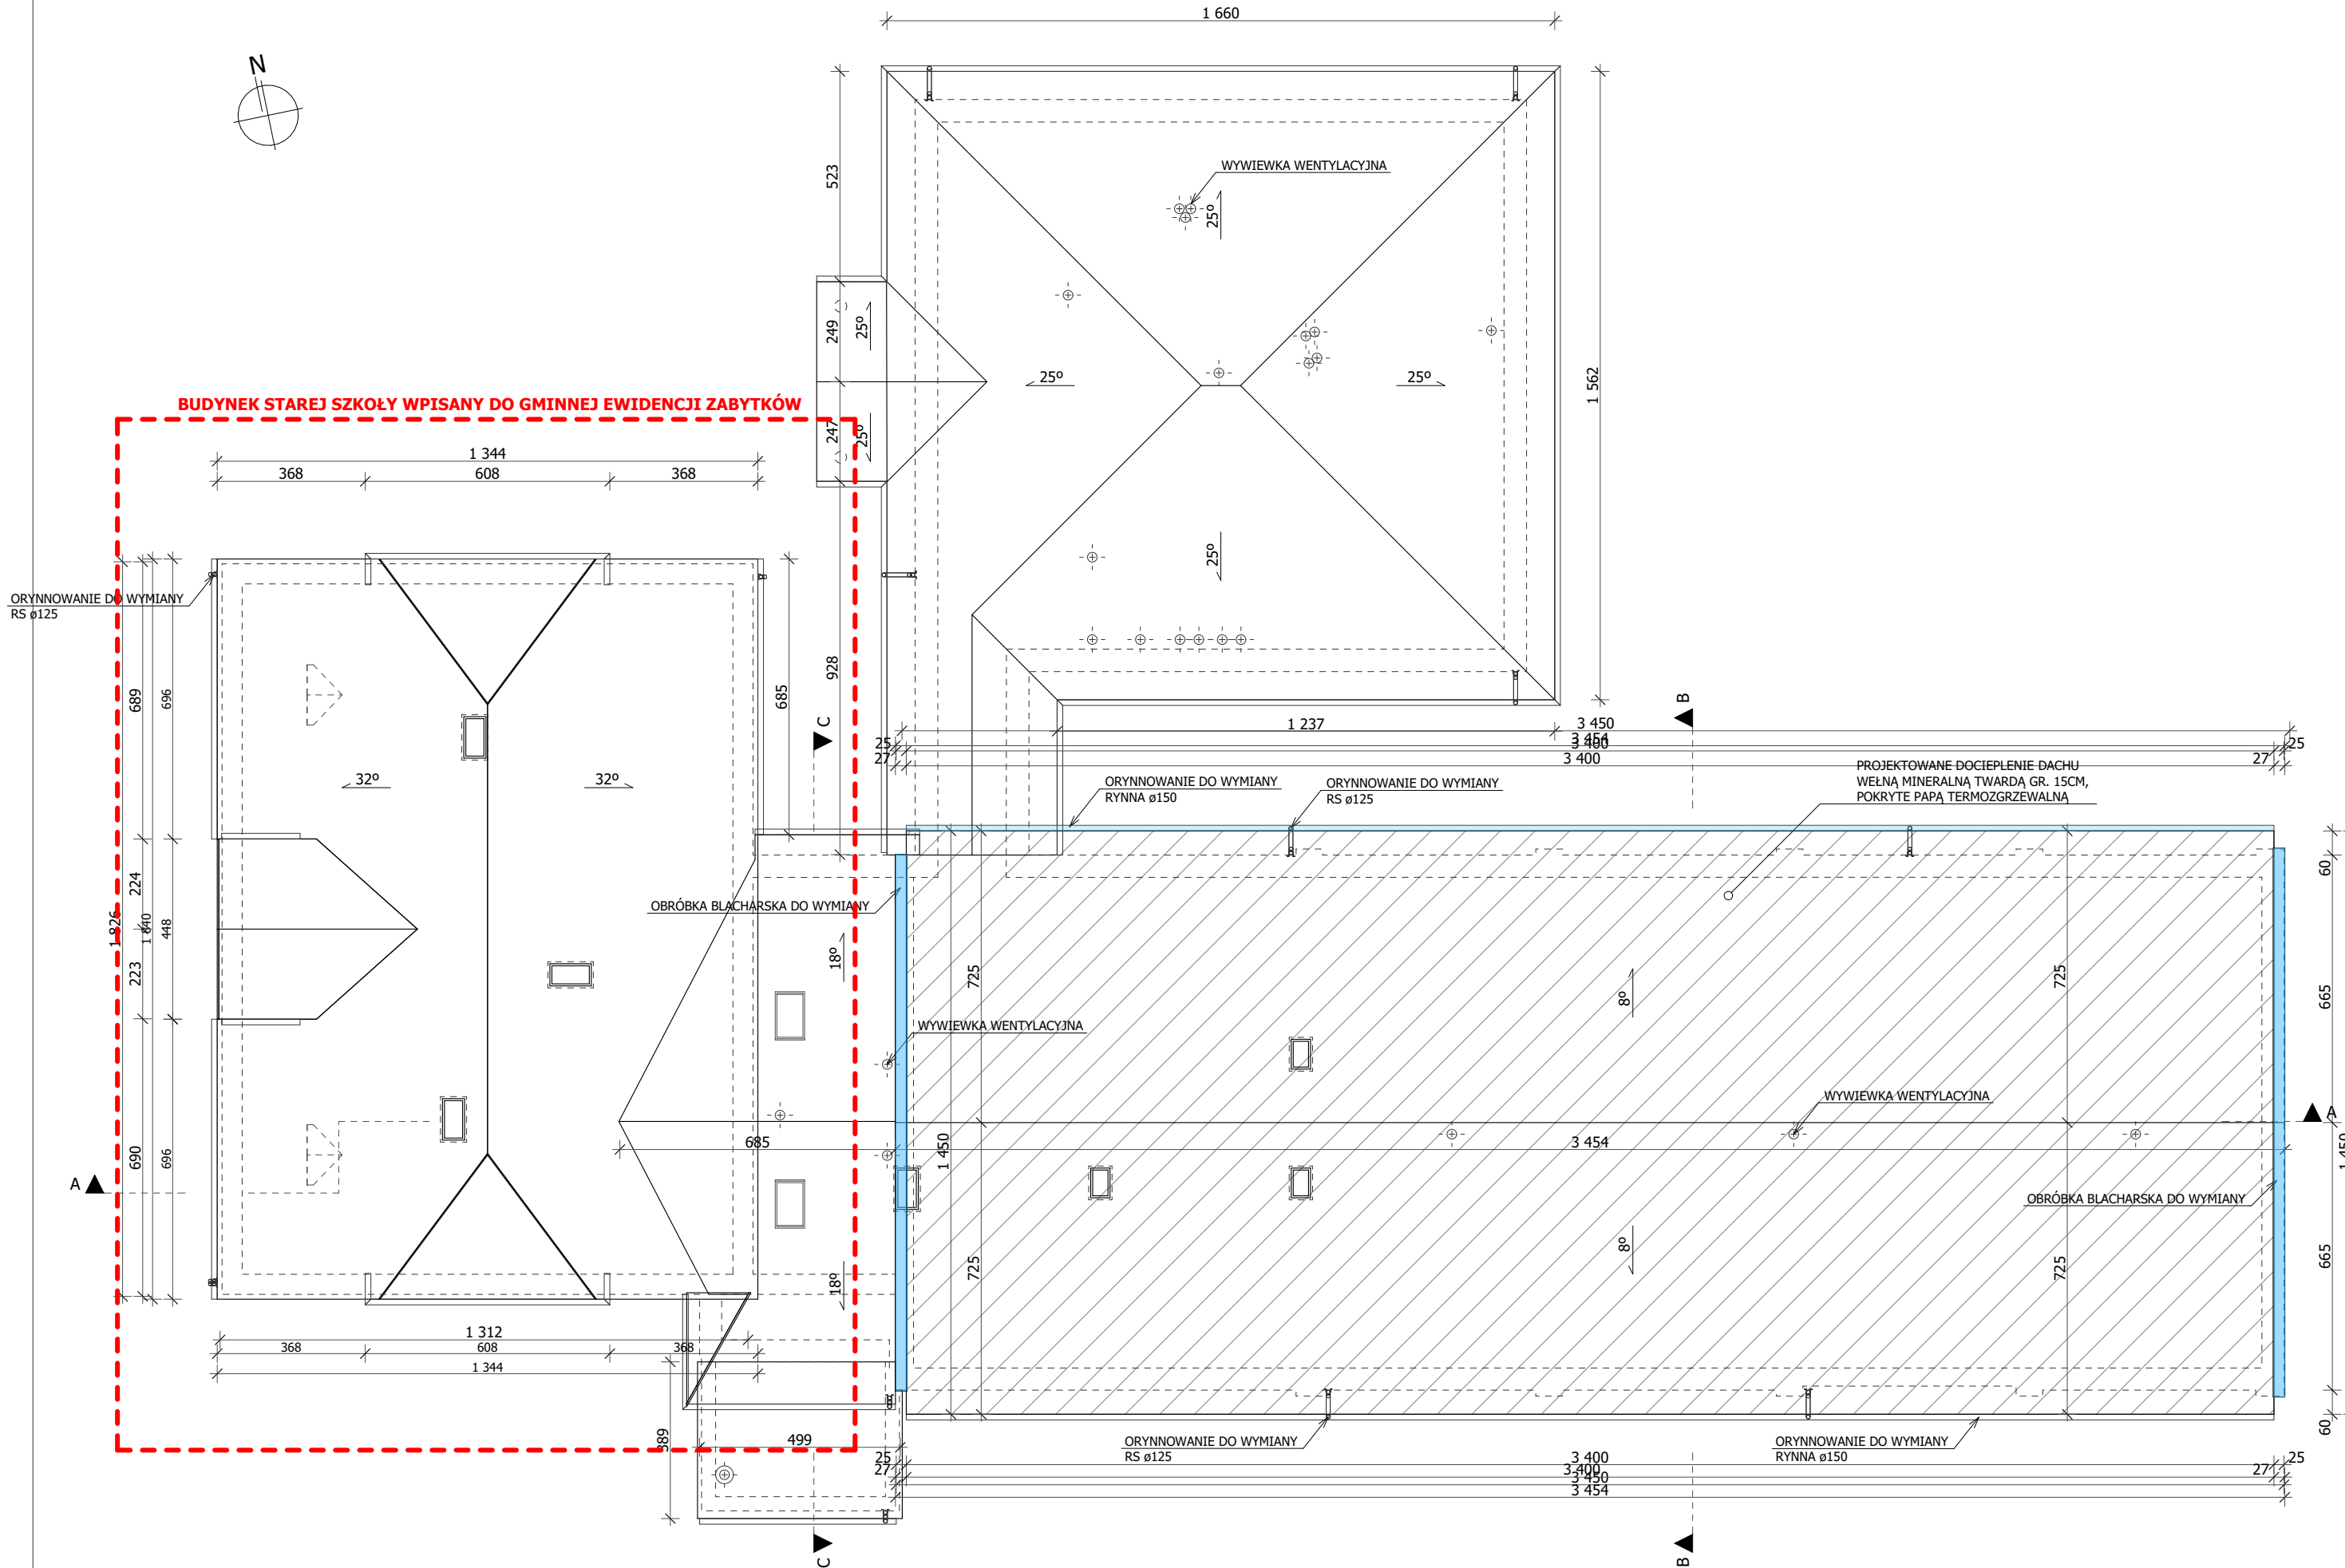 1 660
N
523
WYWIEWKA WENTYLACYJNA
25º
249
25º
25º
25º
1 562
BUDYNEK STAREJ SZKOŁY WPISANY DO GMINNEJ EWIDENCJI ZABYTKÓW
247
25º
1 344
368
608
368
25º
ORYNNOWANIE DO WYMIANY
RS ø125
689
696
685
928
C
B
1 237
3 450
25
3 454
3 400
25
27
3 400
27
32º
32º
ORYNNOWANIE DO WYMIANY
RYNNA ø150
ORYNNOWANIE DO WYMIANY
RS ø125
PROJEKTOWANE DOCIEPLENIE DACHU
WEŁNĄ MINERALNĄ TWARDĄ GR. 15CM,
POKRYTE PAPĄ TERMOZGRZEWALNĄ
60
224
OBRÓBKA BLACHARSKA DO WYMIANY
1 826
1 840
448
18º
223
725
8º
725
665
WYWIEWKA WENTYLACYJNA
WYWIEWKA WENTYLACYJNA
A
685
1 450
3 454
1 450
690
696
A
OBRÓBKA BLACHARSKA DO WYMIANY
8º
18º
725
725
665
1 312
368
608
368
1 344
60
389
499
ORYNNOWANIE DO WYMIANY
RS ø125
ORYNNOWANIE DO WYMIANY
RYNNA ø150
25
3 400
25
27
3 400
27
3 450
3 454
C
B